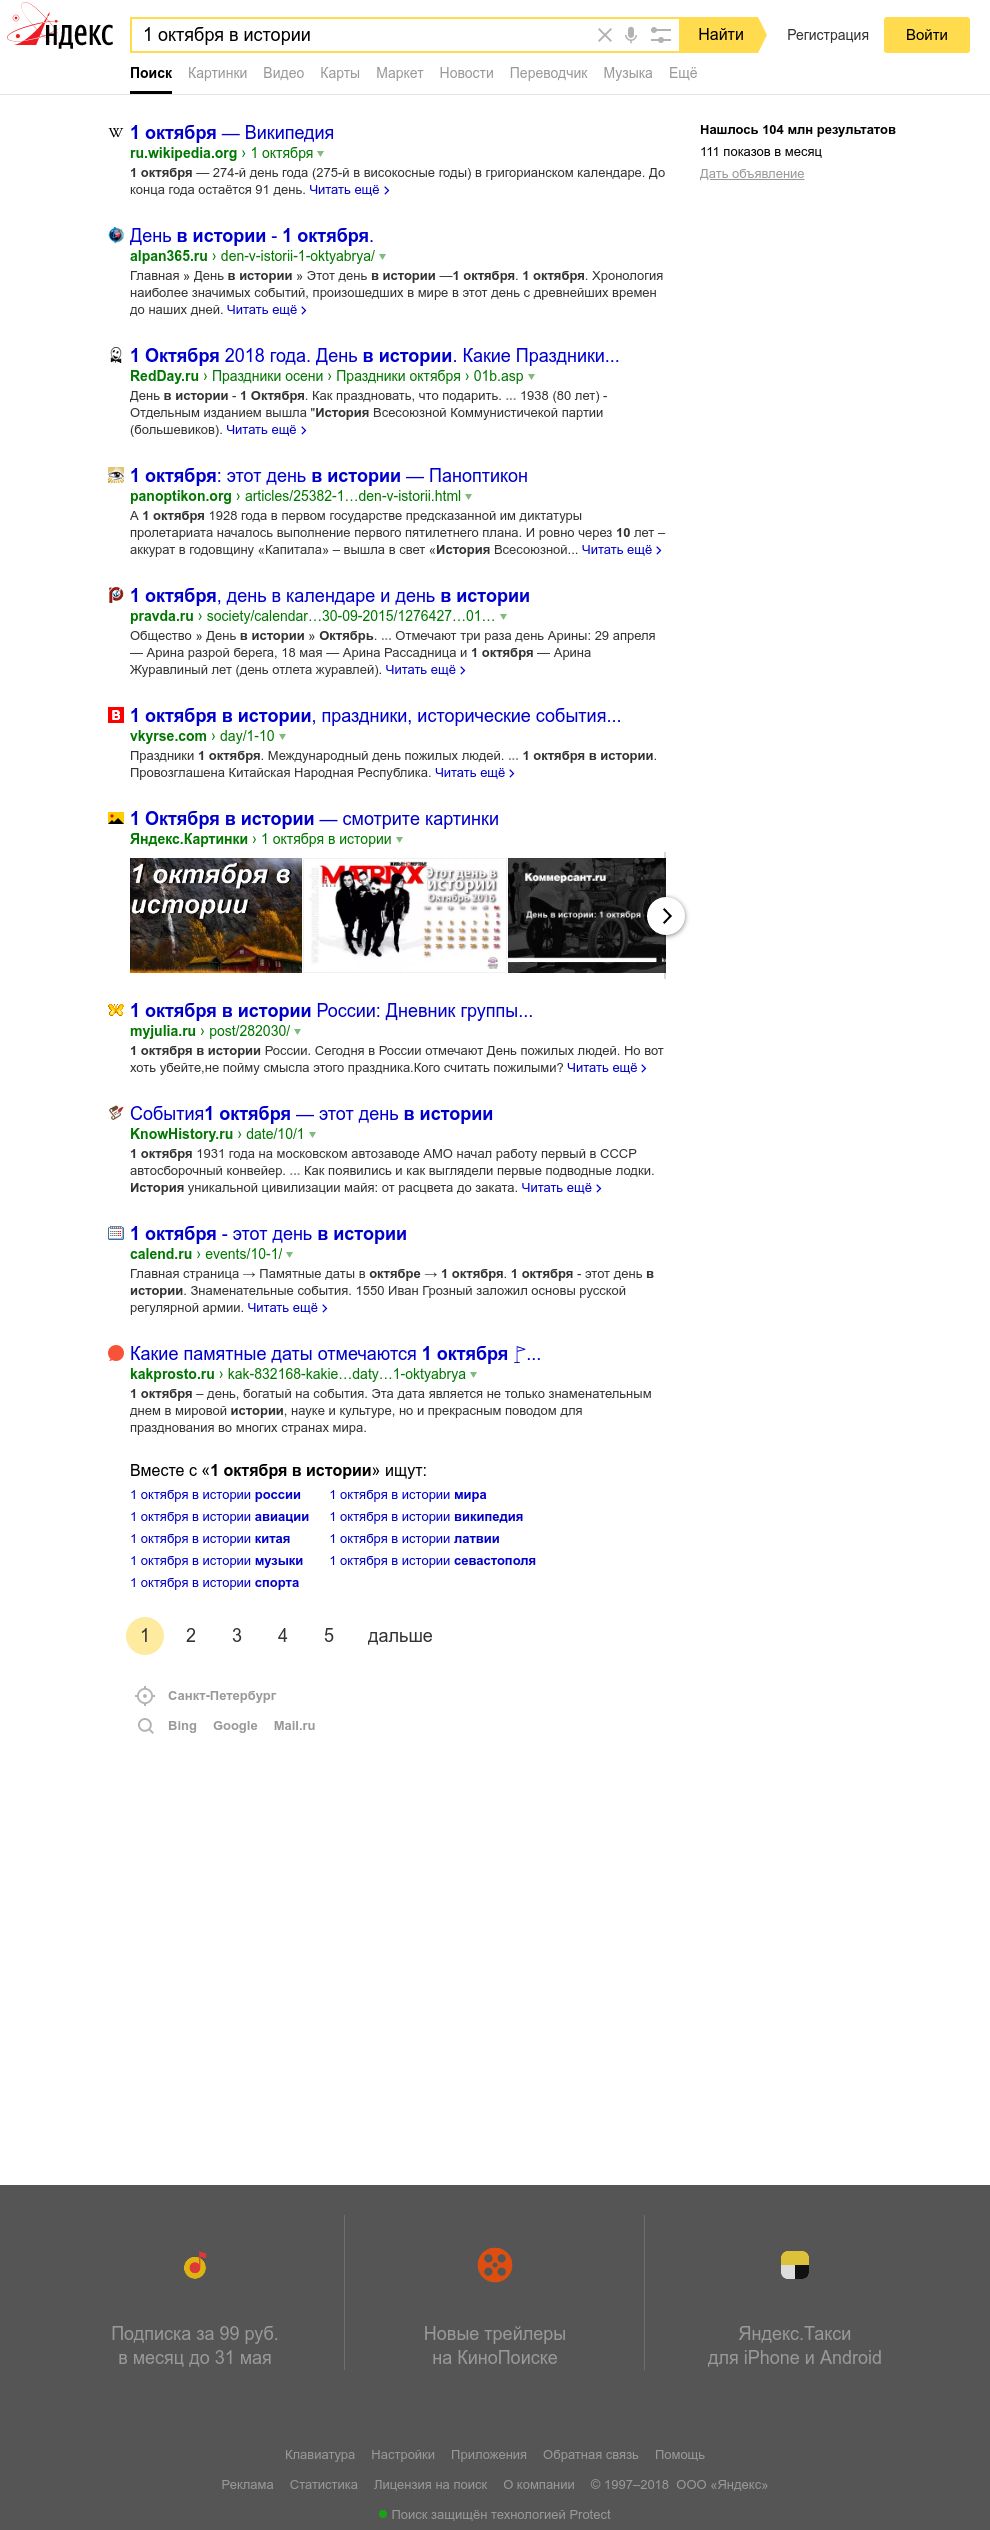 Яндекс
1 октября в истории
Найти
Регистрация
Войти
Поиск Картинки Видео Карты Маркет Новости Переводчик Музыка Ещё
1 октября — Википедия
ru.wikipedia.org › 1 октября
1 октября — 274-й день года (275-й в високосные годы) в григорианском календаре. До
конца года остаётся 91 день. Читать ещё
Нашлось 104 млн результатов
111 показов в месяц
Дать объявление
День в истории - 1 октября.
alpan365.ru › den-v-istorii-1-oktyabrya/
Главная » День в истории » Этот день в истории —1 октября. 1 октября. Хронология
наиболее значимых событий, произошедших в мире в этот день с древнейших времен
до наших дней. Читать ещё
1 Октября 2018 года. День в истории. Какие Праздники...
RedDay.ru › Праздники осени › Праздники октября › 01b.asp
День в истории - 1 Октября. Как праздновать, что подарить. ... 1938 (80 лет) -
Отдельным изданием вышла "История Всесоюзной Коммунистичекой партии
(большевиков). Читать ещё
1 октября: этот день в истории — Паноптикон
panoptikon.org › articles/25382-1…den-v-istorii.html
А 1 октября 1928 года в первом государстве предсказанной им диктатуры
пролетариата началось выполнение первого пятилетнего плана. И ровно через 10 лет –
аккурат в годовщину «Капитала» – вышла в свет «История Всесоюзной... Читать ещё
1 октября, день в календаре и день в истории
pravda.ru › society/calendar…30-09-2015/1276427…01…
Общество » День в истории » Октябрь. ... Отмечают три раза день Арины: 29 апреля
— Арина разрой берега, 18 мая — Арина Рассадница и 1 октября — Арина
Журавлиный лет (день отлета журавлей). Читать ещё
1 октября в истории, праздники, исторические события...
vkyrse.com › day/1-10
Праздники 1 октября. Международный день пожилых людей. ... 1 октября в истории.
Провозглашена Китайская Народная Республика. Читать ещё
1 Октября в истории — смотрите картинки
Яндекс.Картинки › 1 октября в истории
1 октября в
истории
MATRIXX
Этот день в
истории
Октябрь 2016
Коммерсант.ru
День в истории: 1 октября
1 октября в истории России: Дневник группы...
myjulia.ru › post/282030/
1 октября в истории России. Сегодня в России отмечают День пожилых людей. Но вот
хоть убейте,не пойму смысла этого праздника.Кого считать пожилыми? Читать ещё
События1 октября — этот день в истории
KnowHistory.ru › date/10/1
1 октября 1931 года на московском автозаводе АМО начал работу первый в СССР
автосборочный конвейер. ... Как появились и как выглядели первые подводные лодки.
История уникальной цивилизации майя: от расцвета до заката. Читать ещё
1 октября - этот день в истории
calend.ru › events/10-1/
Главная страница → Памятные даты в октябре → 1 октября. 1 октября - этот день в
истории. Знаменательные события. 1550 Иван Грозный заложил основы русской
регулярной армии. Читать ещё
Какие памятные даты отмечаются 1 октября ...
kakprosto.ru › kak-832168-kakie…daty…1-oktyabrya
1 октября – день, богатый на события. Эта дата является не только знаменательным
днем в мировой истории, науке и культуре, но и прекрасным поводом для
празднования во многих странах мира.
Вместе с «1 октября в истории» ищут:
1 октября в истории россии
1 октября в истории мира
1 октября в истории авиации
1 октября в истории википедия
1 октября в истории китая
1 октября в истории латвии
1 октября в истории музыки
1 октября в истории севастополя
1 октября в истории спорта
1 2 3 4 5 дальше
Санкт-Петербург
Bing Google Mail.ru
Подписка за 99 руб.
в месяц до 31 мая
Новые трейлеры
на КиноПоиске
Яндекс.Такси
для iPhone и Android
Клавиатура Настройки Приложения Обратная связь Помощь
Реклама Статистика Лицензия на поиск О компании © 1997–2018 ООО «Яндекс»
Поиск защищён технологией Protect